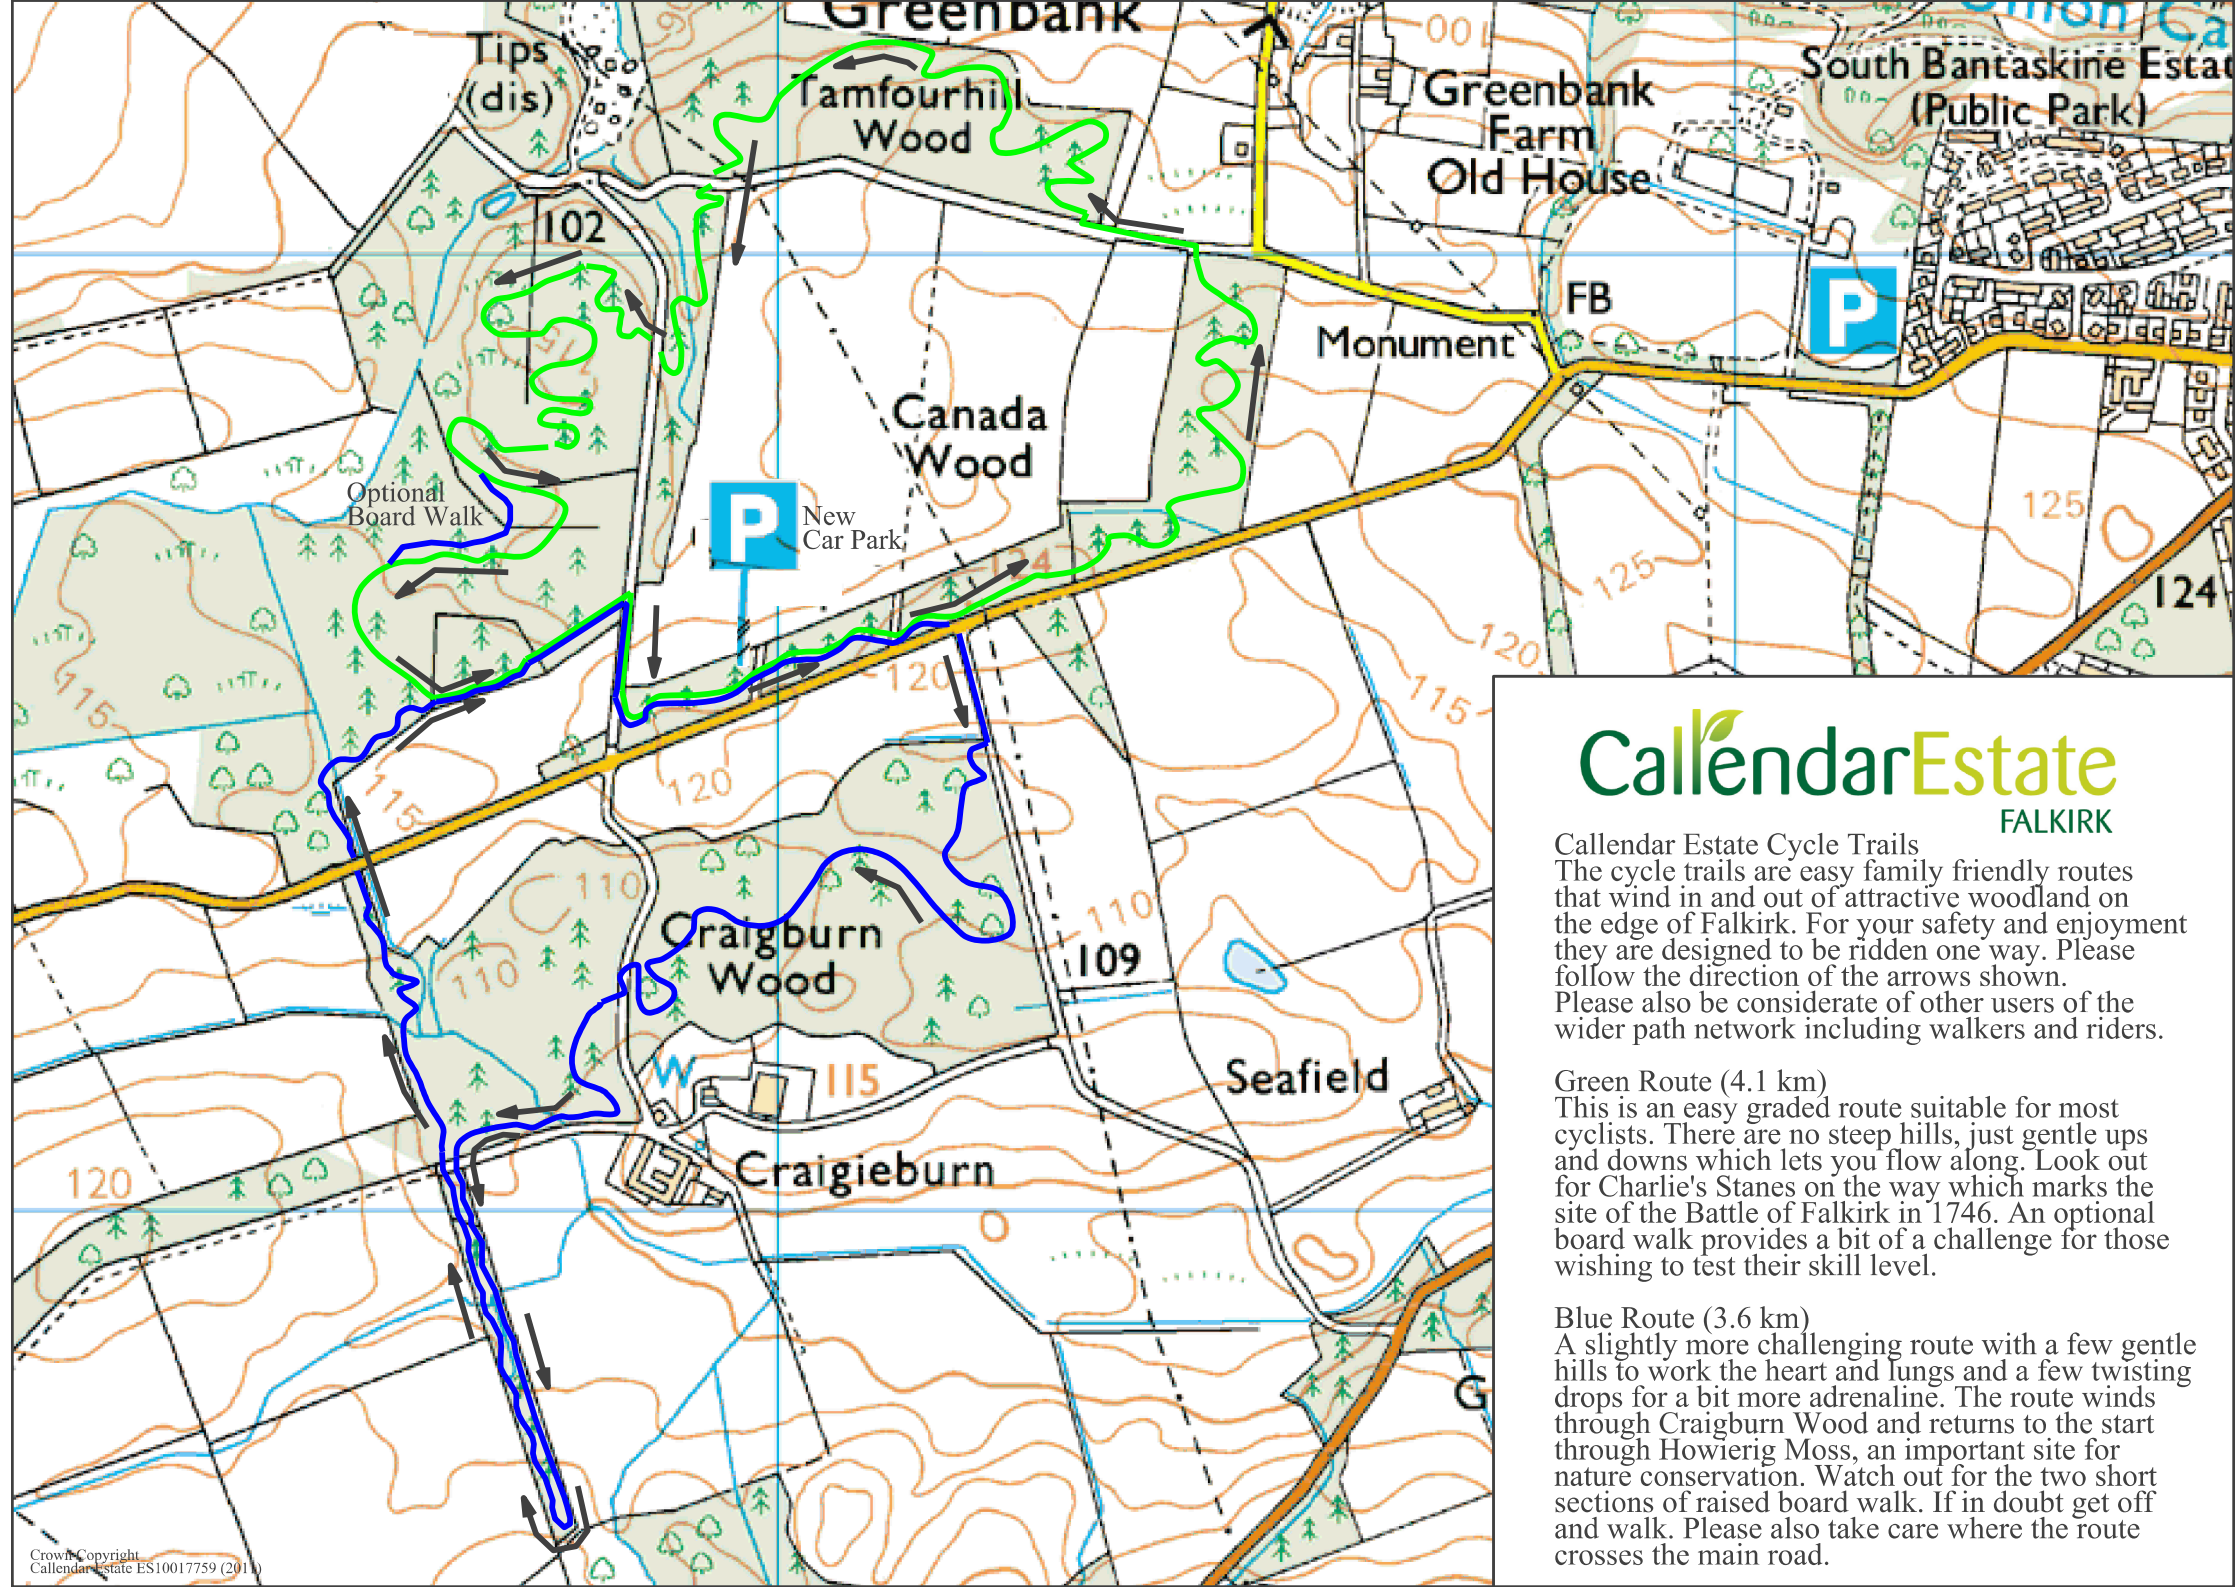 Greenbank
Union Ca
Tips
(dis)
100
South Bantaskine Estat
(Public Park)
Tamfourhill
Wood
Greenbank
Farm
Old House
102
FB
P
Monument
Canada
Wood
Optional
Board Walk
P
New
Car Park
125
124
125
124
120
120
115
115
115
120
CallendarEstate
FALKIRK
110
110
110
Craigburn
Wood
109
W
115
Seafield
120
Craigieburn
G
Callendar Estate Cycle Trails
The cycle trails are easy family friendly routes
that wind in and out of attractive woodland on
the edge of Falkirk. For your safety and enjoyment
they are designed to be ridden one way. Please
follow the direction of the arrows shown.
Please also be considerate of other users of the
wider path network including walkers and riders.
Green Route (4.1 km)
This is an easy graded route suitable for most
cyclists. There are no steep hills, just gentle ups
and downs which lets you flow along. Look out
for Charlie's Stanes on the way which marks the
site of the Battle of Falkirk in 1746. An optional
board walk provides a bit of a challenge for those
wishing to test their skill level.
Blue Route (3.6 km)
A slightly more challenging route with a few gentle
hills to work the heart and lungs and a few twisting
drops for a bit more adrenaline. The route winds
through Craigburn Wood and returns to the start
through Howierig Moss, an important site for
nature conservation. Watch out for the two short
sections of raised board walk. If in doubt get off
and walk. Please also take care where the route
crosses the main road.
Crown Copyright
Callendar Estate ES10017759 (2011)